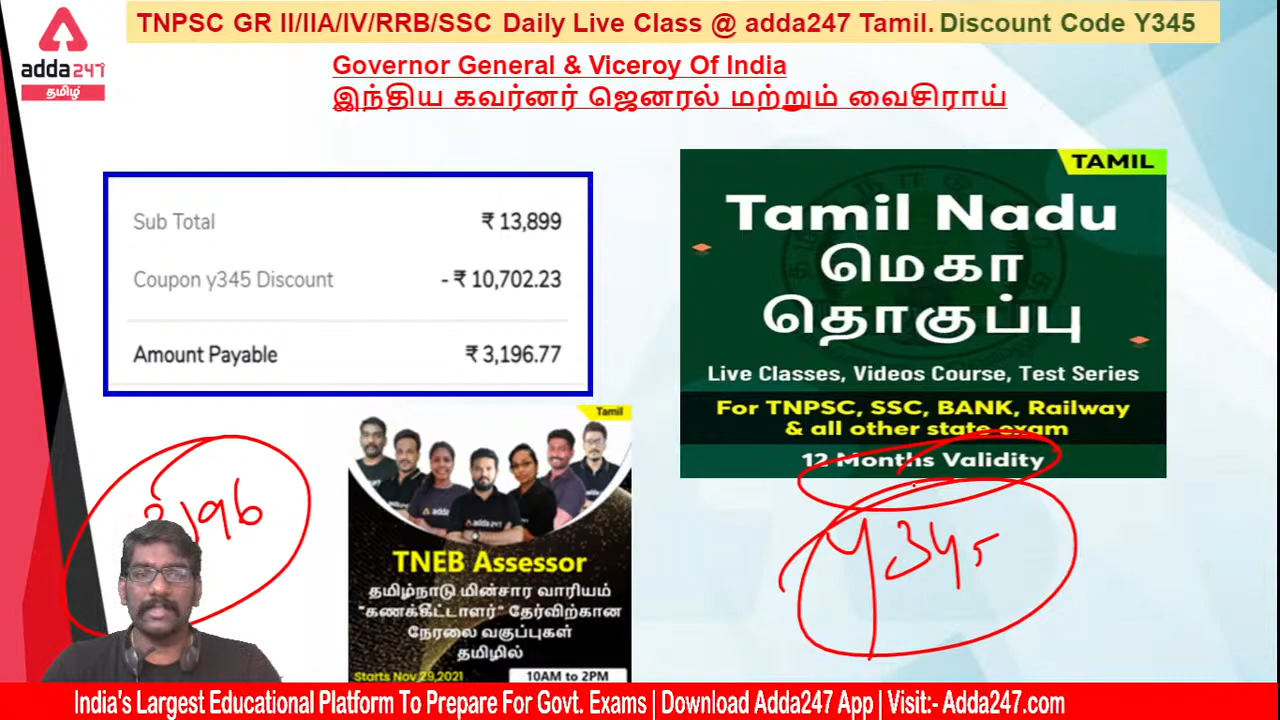 TNPSC GR II/IIA/IV/RRB/SSC Daily Live Class @ adda247 Tamil. Discount Code Y345
adda247
தமிழ்
Governor General & Viceroy Of India
இந்திய கவர்னர் ஜெனரல் மற்றும் வைசிராய்
Sub Total ₹ 13,899
Coupon y345 Discount - ₹ 10,702.23
Amount Payable ₹ 3,196.77
TAMIL
Tamil Nadu
மெகா
தொகுப்பு
Live Classes, Videos Course, Test Series
For TNPSC, SSC, BANK, Railway
& all other state exam
12 Months Validity
3196
Y345
Tamil
adda247
TNEB Assessor
தமிழ்நாடு மின்சார வாரியம்
"கணக்கீட்டாளர்" தேர்விற்கான
நேரலை வகுப்புகள்
தமிழில்
Starts Nov 29,2021 10AM to 2PM
India's Largest Educational Platform To Prepare For Govt. Exams | Download Adda247 App | Visit:- Adda247.com